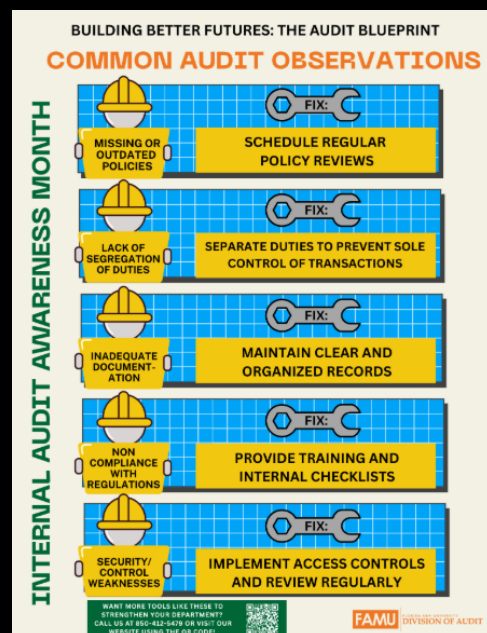 BUILDING BETTER FUTURES: THE AUDIT BLUEPRINT
COMMON AUDIT OBSERVATIONS
INTERNAL AUDIT AWARENESS MONTH
MISSING OR
OUTDATED
POLICIES
FIX:
SCHEDULE REGULAR
POLICY REVIEWS
LACK OF
SEGREGATION
OF DUTIES
FIX:
SEPARATE DUTIES TO PREVENT SOLE
CONTROL OF TRANSACTIONS
INADEQUATE
DOCUMENT-
ATION
FIX:
MAINTAIN CLEAR AND
ORGANIZED RECORDS
NON
COMPLIANCE
WITH
REGULATIONS
FIX:
PROVIDE TRAINING AND
INTERNAL CHECKLISTS
SECURITY/
CONTROL
WEAKNESSES
FIX:
IMPLEMENT ACCESS CONTROLS
AND REVIEW REGULARLY
WANT MORE TOOLS LIKE THESE TO
STRENGTHEN YOUR DEPARTMENT?
CALL US AT 850-412-5479 OR VISIT OUR
WEBSITE USING THE QR CODE!
FAMU
DIVISION OF AUDIT